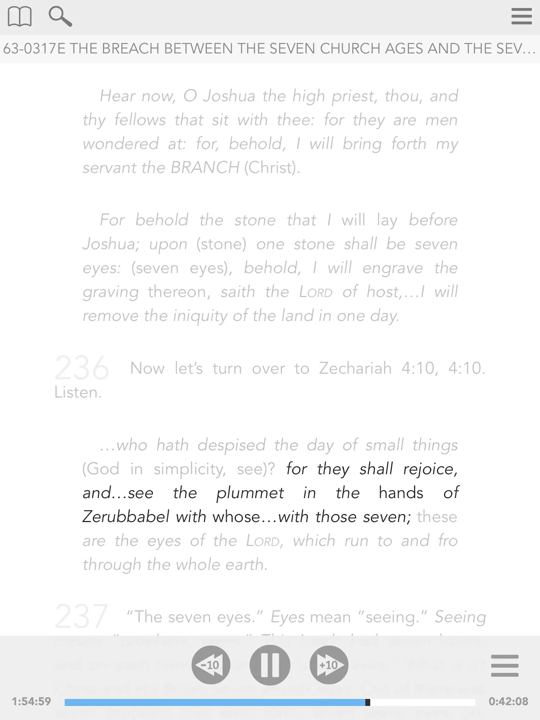 63-0317E THE BREACH BETWEEN THE SEVEN CHURCH AGES AND THE SEV...
Hear now, O Joshua the high priest, thou, and
thy fellows that sit with thee: for they are men
wondered at: for, behold, I will bring forth my
servant the BRANCH (Christ).
For behold the stone that I will lay before
Joshua; upon (stone) one stone shall be seven
eyes: (seven eyes), behold, I will engrave the
graving thereon, saith the LORD of host,...I will
remove the iniquity of the land in one day.
236 Now let's turn over to Zechariah 4:10, 4:10.
Listen.
...who hath despised the day of small things
(God in simplicity, see)? for they shall rejoice,
and...see the plummet in the hands of
Zerubbabel with whose...with those seven; these
are the eyes of the LORD, which run to and fro
through the whole earth.
237 "The seven eyes." Eyes mean "seeing." Seeing
-10
+10
1:54:59
0:42:08